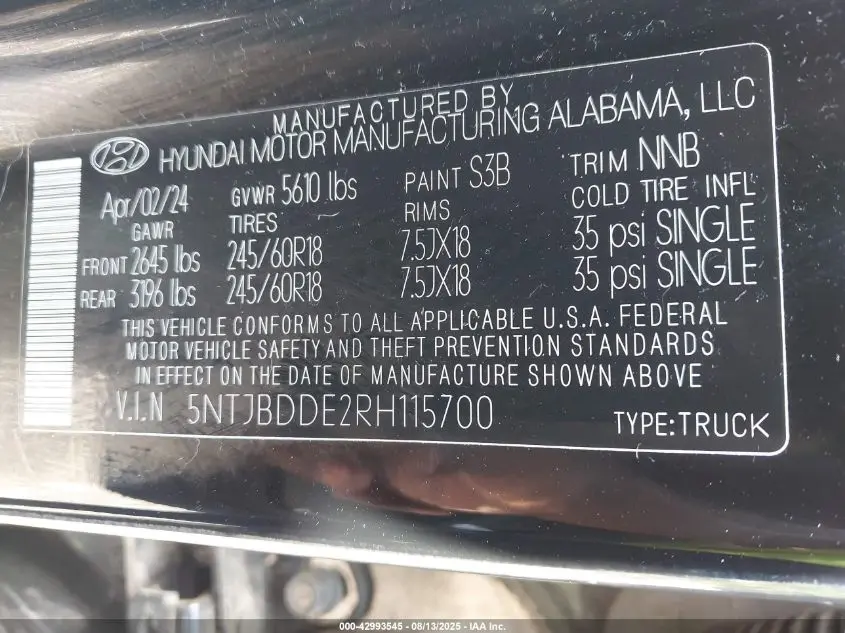 MANUFACTURED BY
HYUNDAI MOTOR MANUFACTURING ALABAMA, LLC
Apr/02/24 GVWR 5610 lbs PAINT S3B TRIM NNB
GAWR TIRES RIMS COLD TIRE INFL
FRONT 2645 lbs 245/60R18 7.5JX18 35 psi SINGLE
REAR 3196 lbs 245/60R18 7.5JX18 35 psi SINGLE
THIS VEHICLE CONFORMS TO ALL APPLICABLE U.S.A. FEDERAL
MOTOR VEHICLE SAFETY AND THEFT PREVENTION STANDARDS
IN EFFECT ON THE DATE OF MANUFACTURE SHOWN ABOVE
V.I.N 5NTJBDDE2RH115700 TYPE:TRUCK
000-42993545 - 08/13/2025 - IAA Inc.